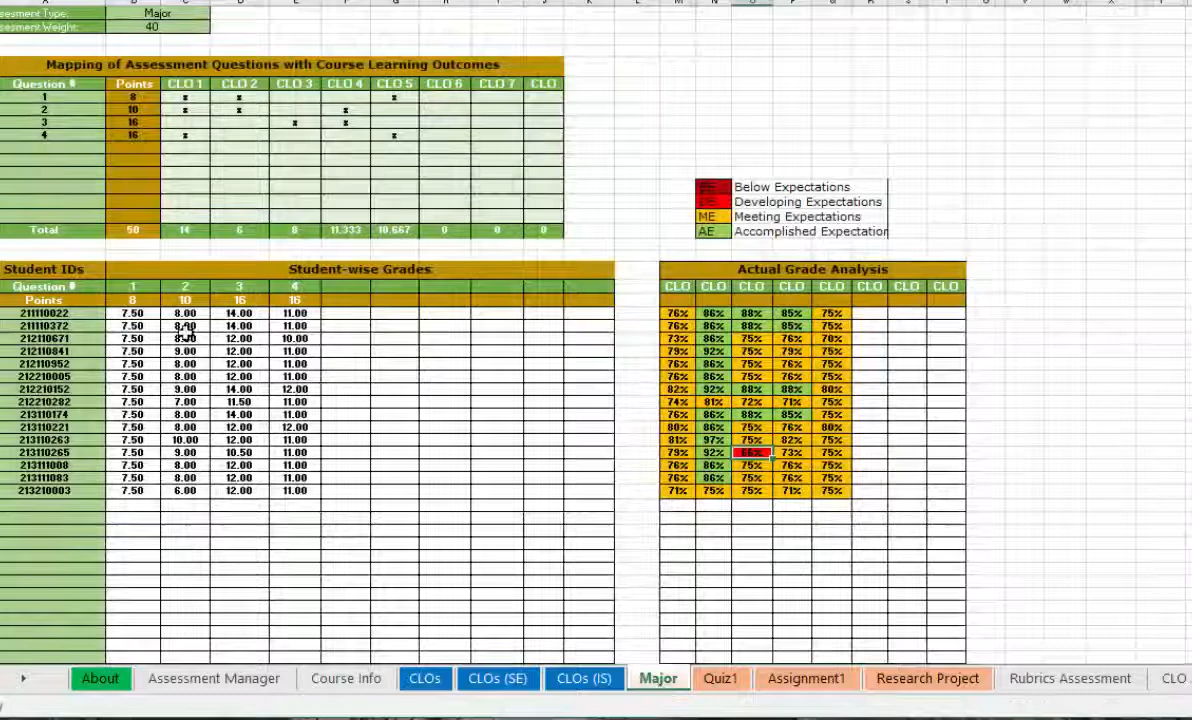 Assessment Type: Major
Assessment Weight: 40
Mapping of Assessment Questions with Course Learning Outcomes
Question # Points CLO 1 CLO 2 CLO 3 CLO 4 CLO 5 CLO 6 CLO 7 CLO
1 8 x x x
2 10 x x x
3 16 x x
4 16 x x
Total 50 14 6 8 11.333 10.667 0 0 0
Below Expectations
Developing Expectations
ME Meeting Expectations
AE Accomplished Expectation
Student IDs Student-wise Grades Actual Grade Analysis
Question # 1 2 3 4 CLO CLO CLO CLO CLO CLO CLO
Points 8 10 16 16
211110022 7.50 8.00 14.00 11.00 76% 86% 88% 85% 75%
211110372 7.50 14.00 11.00 76% 86% 88% 85% 75%
212110671 7.50 12.00 10.00 73% 86% 75% 76% 70%
212110841 7.50 9.00 12.00 11.00 79% 92% 75% 79% 75%
212110952 7.50 8.00 12.00 11.00 76% 86% 75% 76% 75%
212210005 7.50 8.00 12.00 11.00 76% 86% 75% 76% 75%
212210152 7.50 9.00 14.00 12.00 82% 92% 88% 88% 80%
212210282 7.50 7.00 11.50 11.00 74% 81% 72% 71% 75%
213110174 7.50 8.00 14.00 11.00 76% 86% 88% 85% 75%
213110221 7.50 8.00 12.00 12.00 80% 86% 75% 76% 80%
213110263 7.50 10.00 12.00 11.00 81% 97% 75% 82% 75%
213110265 7.50 9.00 10.50 11.00 79% 92% 66% 73% 75%
213111008 7.50 8.00 12.00 11.00 76% 86% 75% 76% 75%
213111083 7.50 8.00 12.00 11.00 76% 86% 75% 76% 75%
213210003 7.50 6.00 12.00 11.00 71% 75% 75% 71% 75%
About Assessment Manager Course Info CLOs CLOs (SE) CLOs (IS) Major Quiz1 Assignment1 Research Project Rubrics Assessment CLO